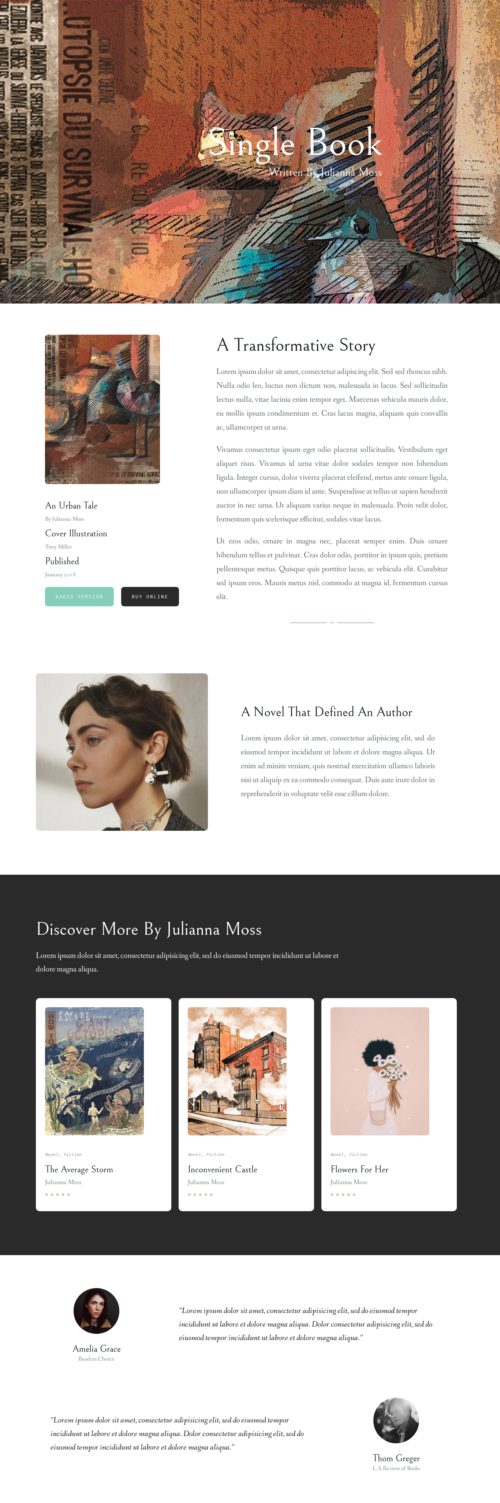 UTOPSIE DU SURVIVAL-HO
Single Book
Written By Julianna Moss
A Transformative Story
Lorem ipsum dolor sit amet, consectetur adipiscing elit. Sed sed rhoncus nibh.
Nulla odio leo, luctus non dictum non, malesuada in lacus. Sed sollicitudin
lectus nulla, vitae lacinia enim tempor eget. Maecenas vehicula mauris dolor,
eu mollis ipsum condimentum et. Cras lacus magna, aliquam quis convallis
ac, ullamcorper ut urna.
Vivamus consectetur ipsum eget odio placerat sollicitudin. Vestibulum eget
aliquet risus. Vivamus id urna vitae dolor sodales tempor non bibendum
ligula. Integer cursus, dolor viverra placerat eleifend, metus ante ornare ligula,
non ullamcorper ipsum diam id ante. Suspendisse at tellus ut sapien hendrerit
auctor in nec urna. Ut aliquam varius neque in malesuada. Proin velit dolor,
fermentum quis scelerisque efficitur, sodales vitae lacus.
Ut eros odio, ornare in magna nec, placerat semper enim. Duis ornare
bibendum tellus et pulvinar. Cras dolor odio, porttitor in ipsum quis, pretium
pellentesque metus. Quisque quis porttitor lacus, ac vehicula elit. Curabitur
sed ipsum eros. Mauris metus nisl, commodo at magna id, fermentum cursus
elit.
An Urban Tale
By Julianna Moss
Cover Illustration
Tony Miller
Published
January 2018
AUDIO VERSION
BUY ONLINE
A Novel That Defined An Author
Lorem ipsum dolor sit amet, consectetur adipisicing elit, sed do
eiusmod tempor incididunt ut labore et dolore magna aliqua. Ut
enim ad minim veniam, quis nostrud exercitation ullamco laboris
nisi ut aliquip ex ea commodo consequat. Duis aute irure dolor in
reprehenderit in voluptate velit esse cillum dolore.
Discover More By Julianna Moss
Lorem ipsum dolor sit amet, consectetur adipisicing elit, sed do eiusmod tempor incididunt ut labore et
dolore magna aliqua.
Novel, Fiction
The Average Storm
Julianna Moss
Novel, Fiction
Inconvenient Castle
Julianna Moss
Novel, Fiction
Flowers For Her
Julianna Moss
"Lorem ipsum dolor sit amet, consectetur adipisicing elit, sed do eiusmod tempor
incididunt ut labore et dolore magna aliqua. Dolor consectetur adipisicing elit, sed do
eiusmod tempor incididunt ut labore et dolore magna aliqua."
Amelia Grace
Readers Choice
"Lorem ipsum dolor sit amet, consectetur adipisicing elit, sed do eiusmod tempor
incididunt ut labore et dolore magna aliqua. Dolor consectetur adipisicing elit, sed do
eiusmod tempor incididunt ut labore et dolore magna aliqua."
Thom Greger
L.A Review of Books